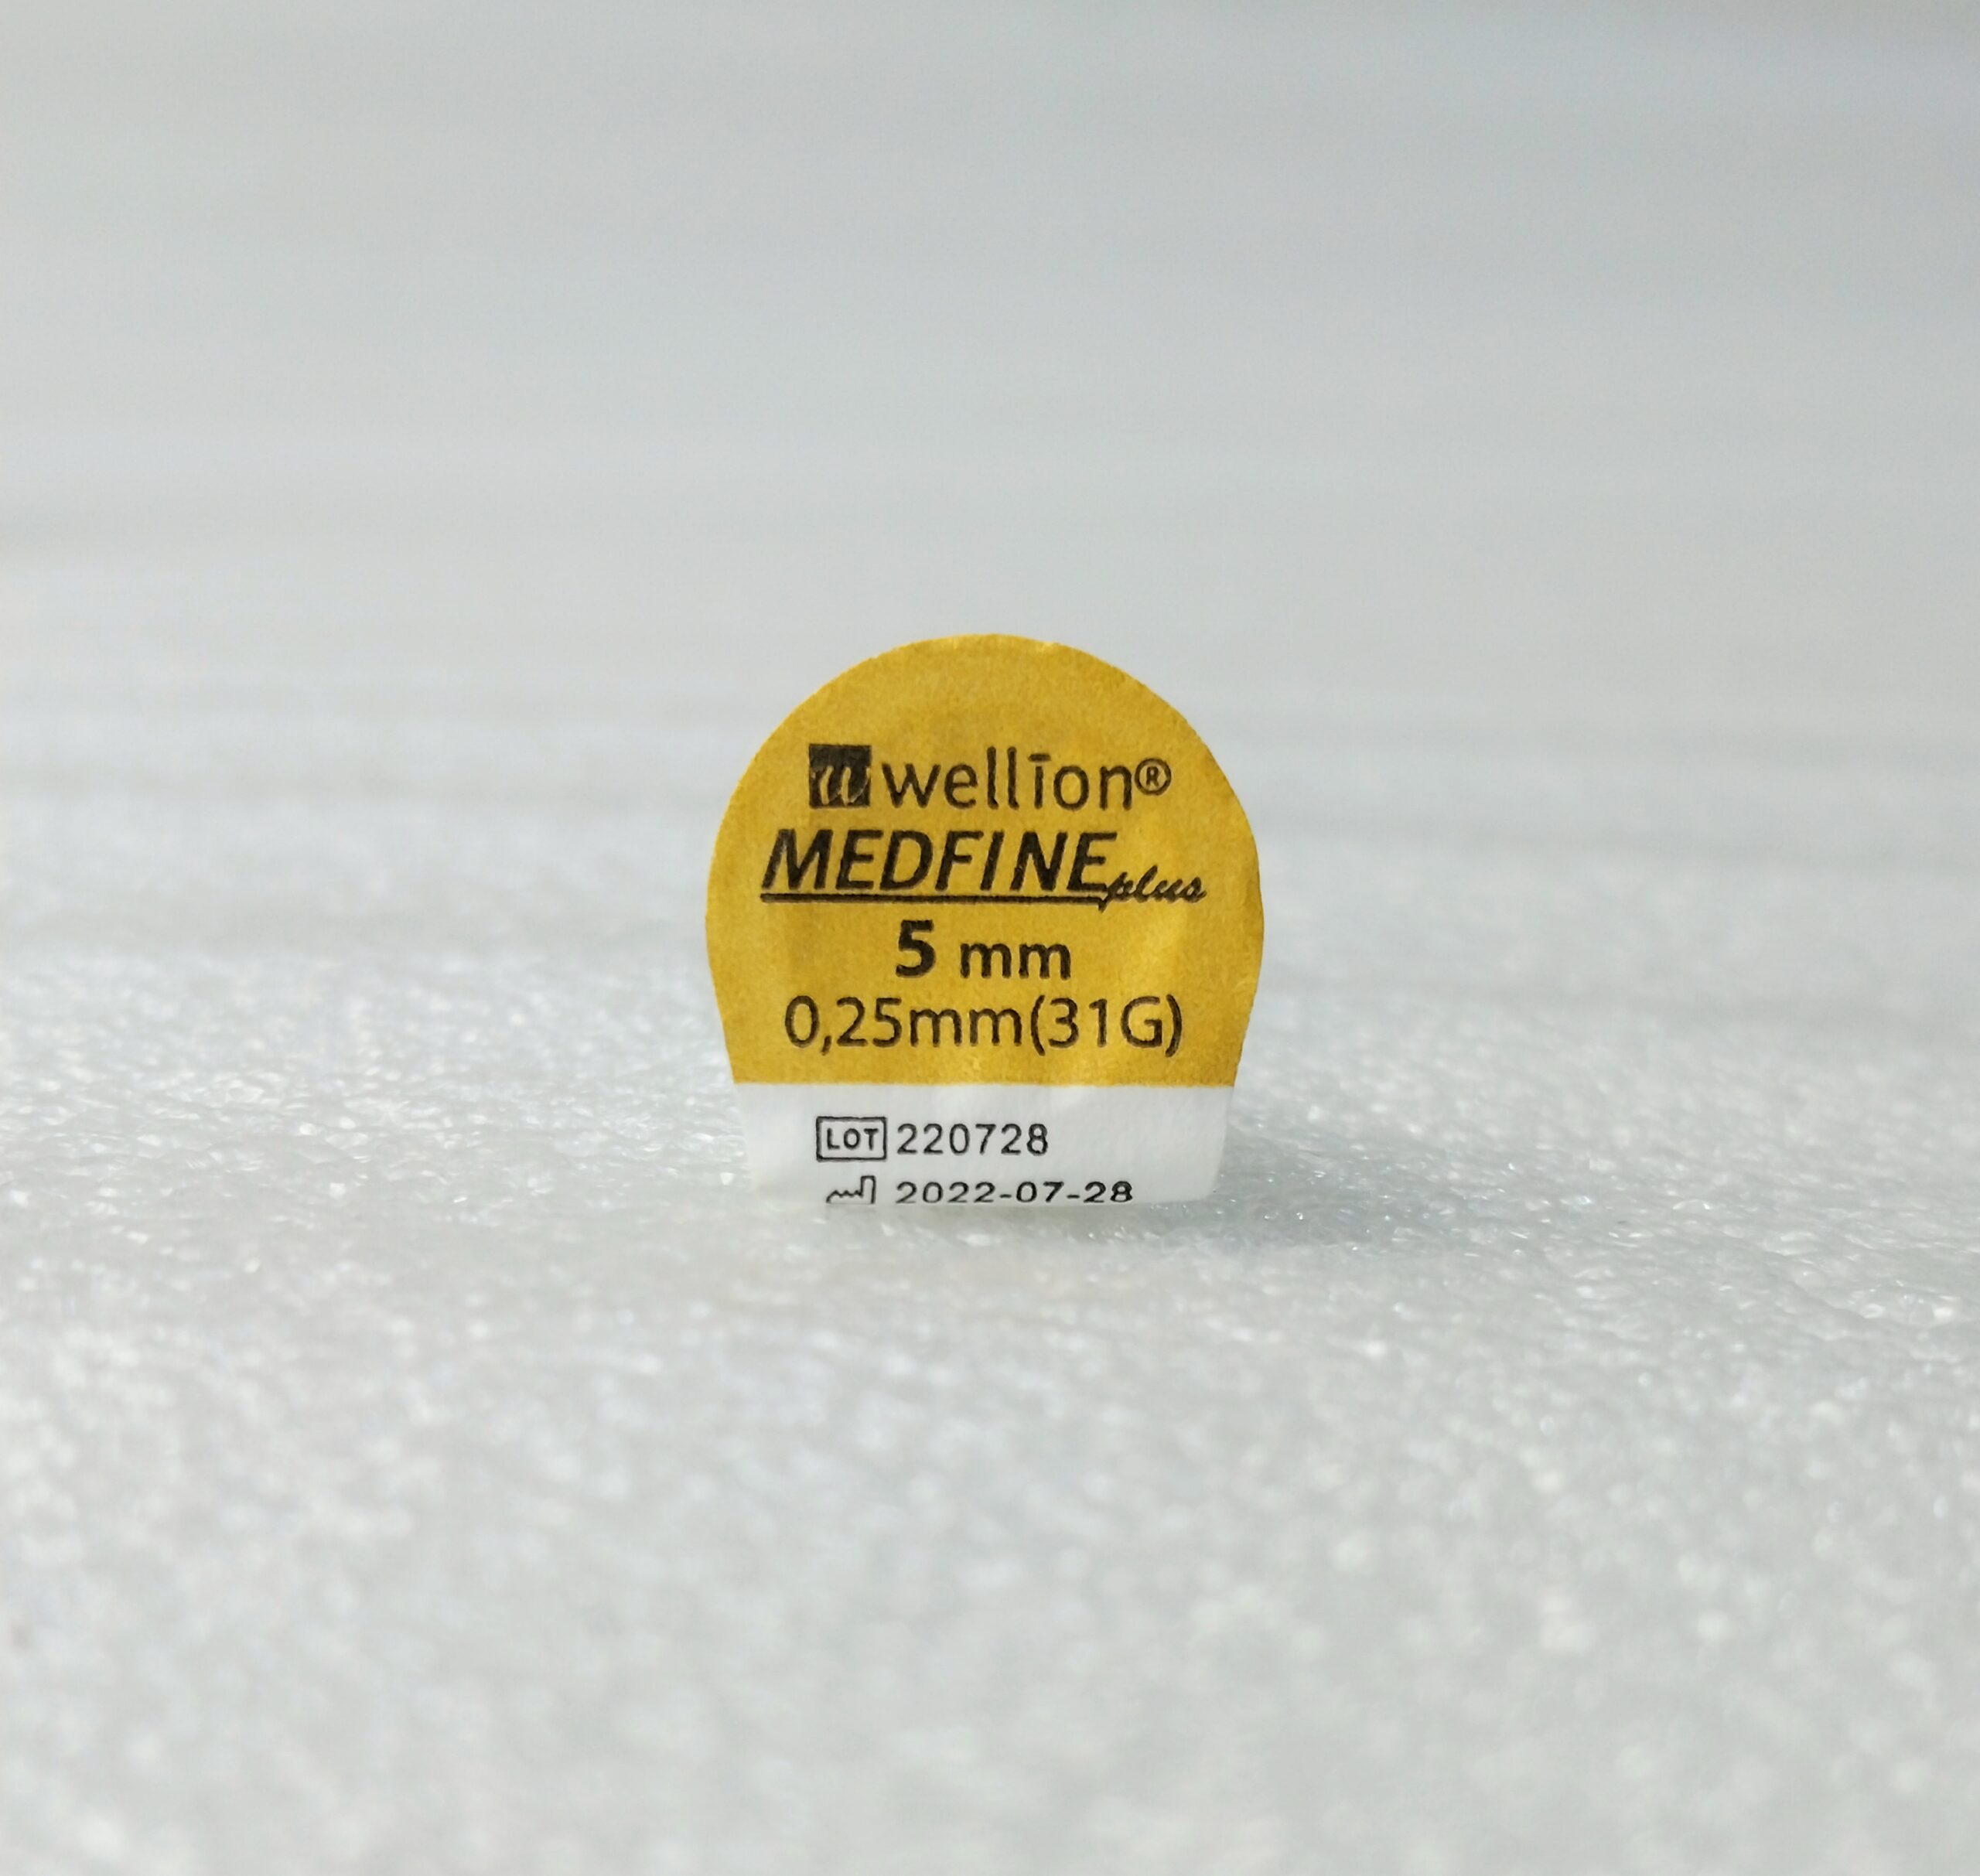 wellion®
MEDFINE plus
5 mm
0,25mm(31G)
LOT 220728
2022-07-28